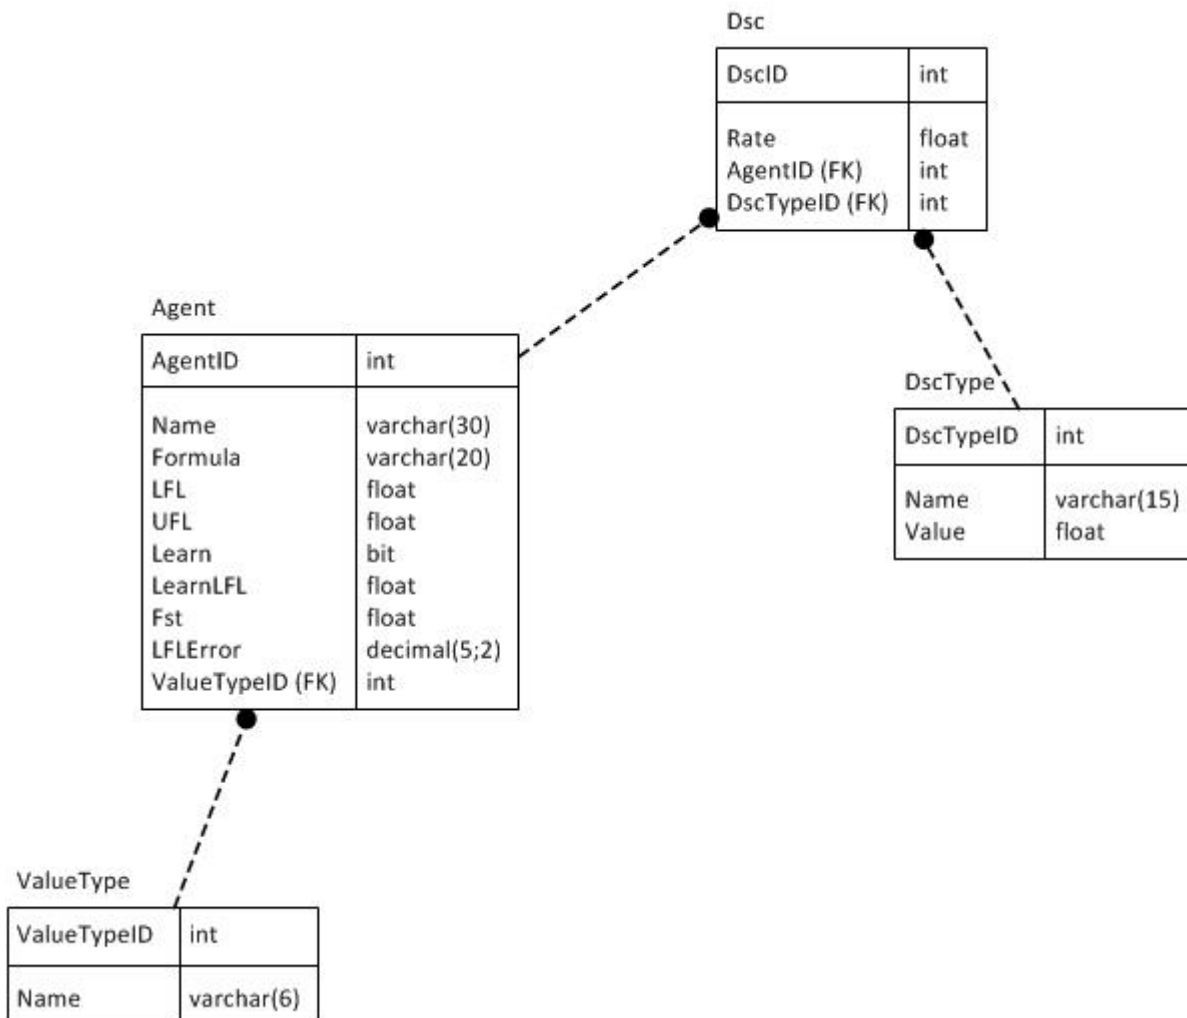 Dsc
DscID int
Rate float
AgentID (FK) int
DscTypeID (FK) int
Agent
AgentID int
Name varchar(30)
Formula varchar(20)
LFL float
UFL float
Learn bit
LearnLFL float
Fst float
LFLError decimal(5;2)
ValueTypeID (FK) int
DscType
DscTypeID int
Name varchar(15)
Value float
ValueType
ValueTypeID int
Name varchar(6)